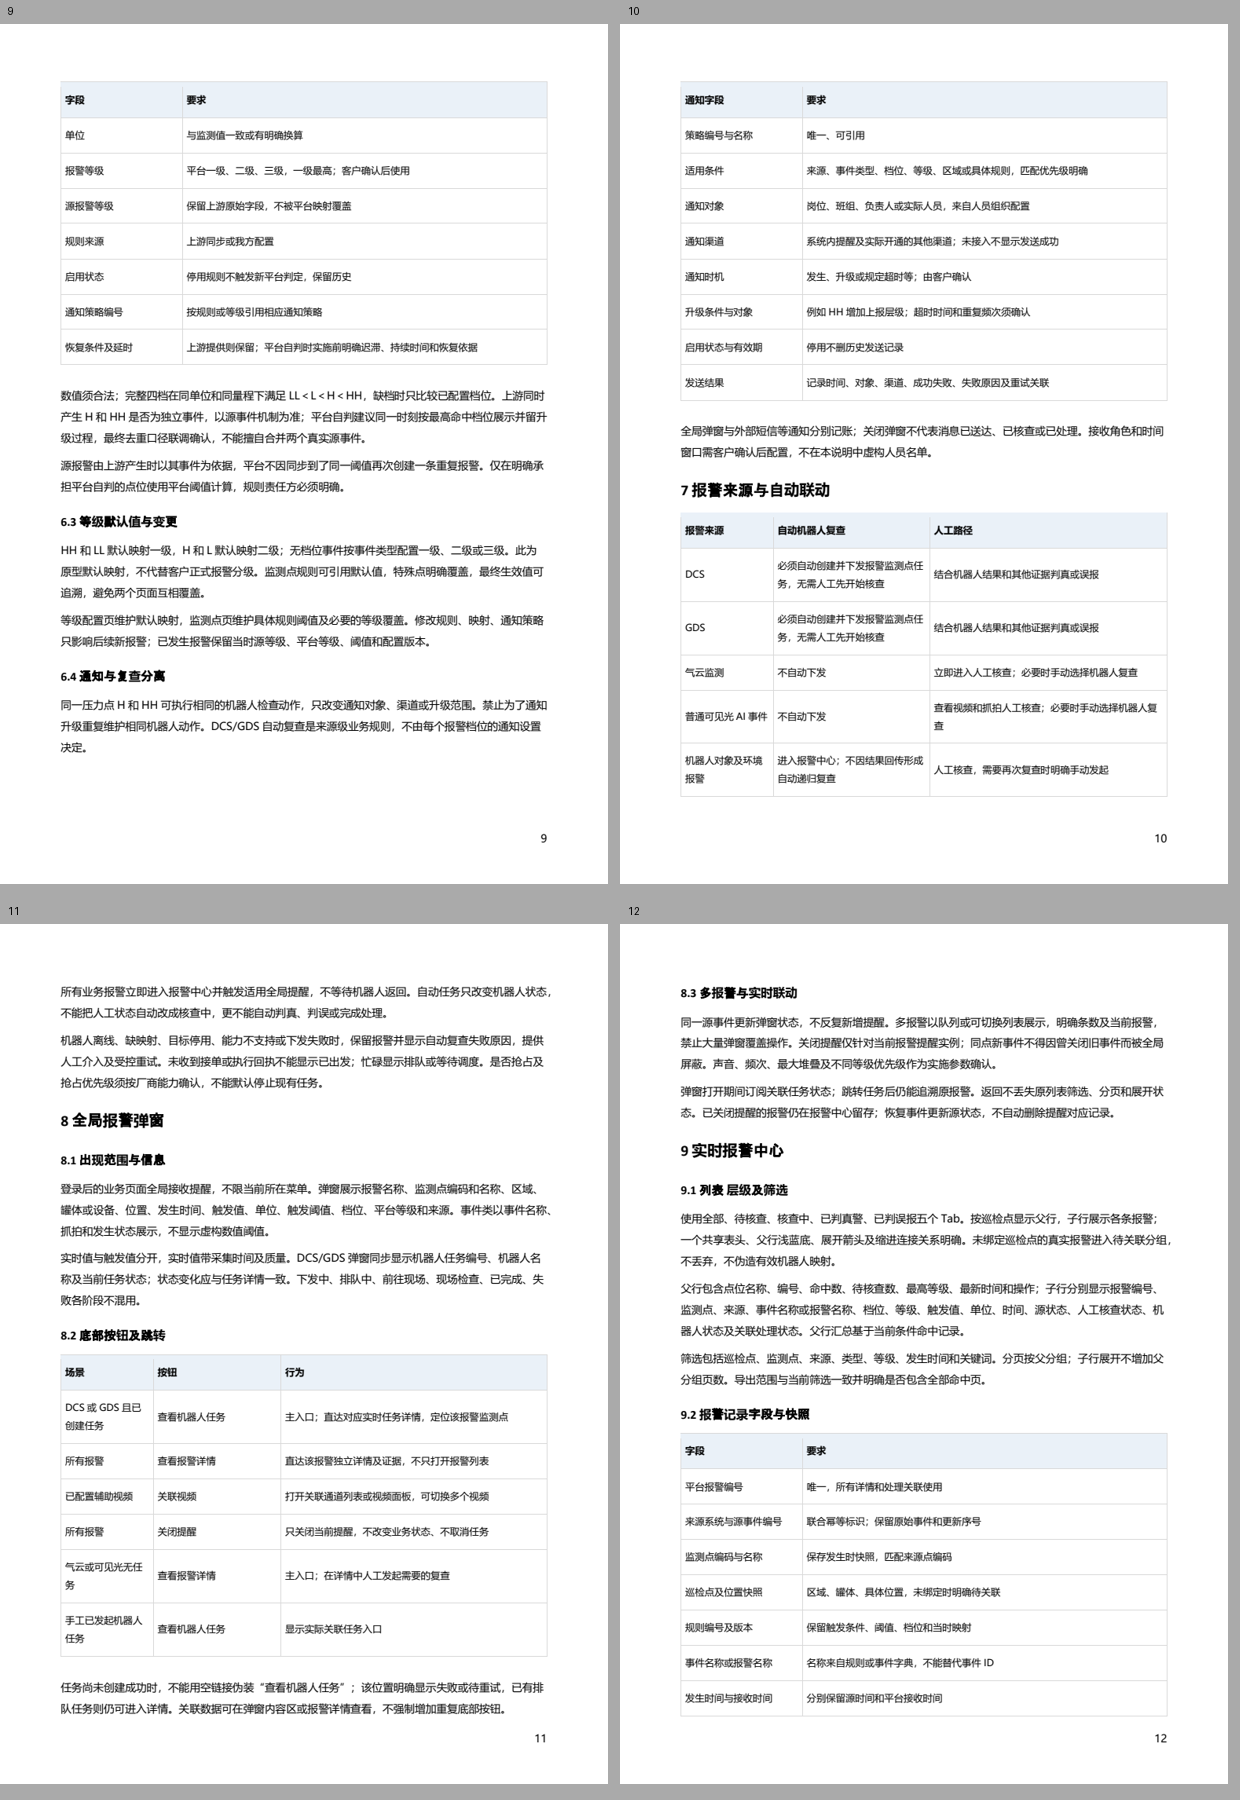 9
字段 要求
单位 与监测值一致或有明确换算
报警等级 平台一级、二级、三级，一级最高；客户确认后使用
源报警等级 保留上游原始字段，不被平台映射覆盖
规则来源 上游同步或我方配置
启用状态 停用规则不触发新平台判定，保留历史
通知策略编号 按规则或等级引用相应通知策略
恢复条件及延时 上游提供则保留；平台自判时实施前明确迟滞、持续时间和恢复依据
数值须合法；完整四档在同单位和同量程下满足 LL < L < H < HH，缺档时只比较已配置档位。上游同时
产生 H 和 HH 是否为独立事件，以源事件机制为准；平台自判建议同一时刻按最高命中档位展示并留升
级过程，最终去重口径联调确认，不能擅自合并两个真实源事件。
源报警由上游产生时以其事件为依据，平台不因同步到了同一阈值再次创建一条重复报警。仅在明确承
担平台自判的点位使用平台阈值计算，规则责任方必须明确。
6.3 等级默认值与变更
HH 和 LL 默认映射一级，H 和 L 默认映射二级；无档位事件按事件类型配置一级、二级或三级。此为
原型默认映射，不代替客户正式报警分级。监测点规则可引用默认值，特殊点明确覆盖，最终生效值可
追溯，避免两个页面互相覆盖。
等级配置页维护默认映射，监测点页维护具体规则阈值及必要的等级覆盖。修改规则、映射、通知策略
只影响后续新报警；已发生报警保留当时源等级、平台等级、阈值和配置版本。
6.4 通知与复查分离
同一压力点 H 和 HH 可执行相同的机器人检查动作，只改变通知对象、渠道或升级范围。禁止为了通知
升级重复维护相同机器人动作。DCS/GDS 自动复查是来源级业务规则，不由每个报警档位的通知设置
决定。
9
10
通知字段 要求
策略编号与名称 唯一、可引用
适用条件 来源、事件类型、档位、等级、区域或具体规则，匹配优先级明确
通知对象 岗位、班组、负责人或实际人员，来自人员组织配置
通知渠道 系统内提醒及实际开通的其他渠道；未接入不显示发送成功
通知时机 发生、升级或规定超时等；由客户确认
升级条件与对象 例如 HH 增加上报层级；超时时间和重复频次须确认
启用状态与有效期 停用不删历史发送记录
发送结果 记录时间、对象、渠道、成功失败、失败原因及重试关联
全局弹窗与外部短信等通知分别记账；关闭弹窗不代表消息已送达、已核查或已处理。接收角色和时间
窗口需客户确认后配置，不在本说明中虚构人员名单。
7 报警来源与自动联动
报警来源 自动机器人复查 人工路径
DCS 必须自动创建并下发报警监测点任
务，无需人工先开始核查 结合机器人结果和其他证据判真或误报
GDS 必须自动创建并下发报警监测点任
务，无需人工先开始核查 结合机器人结果和其他证据判真或误报
气云监测 不自动下发 立即进入人工核查；必要时手动选择机器人复查
普通可见光 AI 事件 不自动下发 查看视频和抓拍人工核查；必要时手动选择机器人复
查
机器人对象及环境
报警 进入报警中心；不因结果回传形成
自动递归复查 人工核查，需要再次复查时明确手动发起
10
11
所有业务报警立即进入报警中心并触发适用全局提醒，不等待机器人返回。自动任务只改变机器人状态，
不能把人工状态自动改成核查中，更不能自动判真、判误或完成处理。
机器人离线、缺映射、目标停用、能力不支持或下发失败时，保留报警并显示自动复查失败原因，提供
人工介入及受控重试。未收到接单或执行回执不能显示已出发；忙碌显示排队或等待调度。是否抢占及
抢占优先级须按厂商能力确认，不能默认停止现有任务。
8 全局报警弹窗
8.1 出现范围与信息
登录后的业务页面全局接收提醒，不限当前所在菜单。弹窗展示报警名称、监测点编码和名称、区域、
罐体或设备、位置、发生时间、触发值、单位、触发阈值、档位、平台等级和来源。事件类以事件名称、
抓拍和发生状态展示，不显示虚构数值阈值。
实时值与触发值分开，实时值带采集时间及质量。DCS/GDS 弹窗同步显示机器人任务编号、机器人名
称及当前任务状态；状态变化应与任务详情一致。下发中、排队中、前往现场、现场检查、已完成、失
败各阶段不混用。
8.2 底部按钮及跳转
场景 按钮 行为
DCS 或 GDS 且已
创建任务 查看机器人任务 主入口；直达对应实时任务详情，定位该报警监测点
所有报警 查看报警详情 直达该报警独立详情及证据，不只打开报警列表
已配置辅助视频 关联视频 打开关联通道列表或视频面板，可切换多个视频
所有报警 关闭提醒 只关闭当前提醒，不改变业务状态、不取消任务
气云或可见光无任
务 查看报警详情 主入口；在详情中人工发起需要的复查
手工已发起机器人
任务 查看机器人任务 显示实际关联任务入口
任务尚未创建成功时，不能用空链接伪装“查看机器人任务”；该位置明确显示失败或待重试，已有排
队任务则仍可进入详情。关联数据可在弹窗内容区或报警详情查看，不强制增加重复底部按钮。
11
12
8.3 多报警与实时联动
同一源事件更新弹窗状态，不反复新增提醒。多报警以队列或可切换列表展示，明确条数及当前报警，
禁止大量弹窗覆盖操作。关闭提醒仅针对当前报警提醒实例；同点新事件不得因曾关闭旧事件而被全局
屏蔽。声音、频次、最大堆叠及不同等级优先级作为实施参数确认。
弹窗打开期间订阅关联任务状态；跳转任务后仍能追溯原报警。返回不丢失原列表筛选、分页和展开状
态。已关闭提醒的报警仍在报警中心留存；恢复事件更新源状态，不自动删除提醒对应记录。
9 实时报警中心
9.1 列表 层级及筛选
使用全部、待核查、核查中、已判真警、已判误报五个 Tab。按巡检点显示父行，子行展示各条报警；
一个共享表头、父行浅蓝底、展开箭头及缩进连接关系明确。未绑定巡检点的真实报警进入待关联分组，
不丢弃，不伪造有效机器人映射。
父行包含点位名称、编号、命中数、待核查数、最高等级、最新时间和操作；子行分别显示报警编号、
监测点、来源、事件名称或报警名称、档位、等级、触发值、单位、时间、源状态、人工核查状态、机
器人状态及关联处理状态。父行汇总基于当前条件命中记录。
筛选包括巡检点、监测点、来源、类型、等级、发生时间和关键词。分页按父分组；子行展开不增加父
分组页数。导出范围与当前筛选一致并明确是否包含全部命中页。
9.2 报警记录字段与快照
字段 要求
平台报警编号 唯一，所有详情和处理关联使用
来源系统与源事件编号 联合幂等标识；保留原始事件和更新序号
监测点编码与名称 保存发生时快照，匹配来源点编码
巡检点及位置快照 区域、罐体、具体位置，未绑定时明确待关联
规则编号及版本 保留触发条件、阈值、档位和当时映射
事件名称或报警名称 名称来自规则或事件字典，不能替代事件 ID
发生时间与接收时间 分别保留源时间和平台接收时间
12